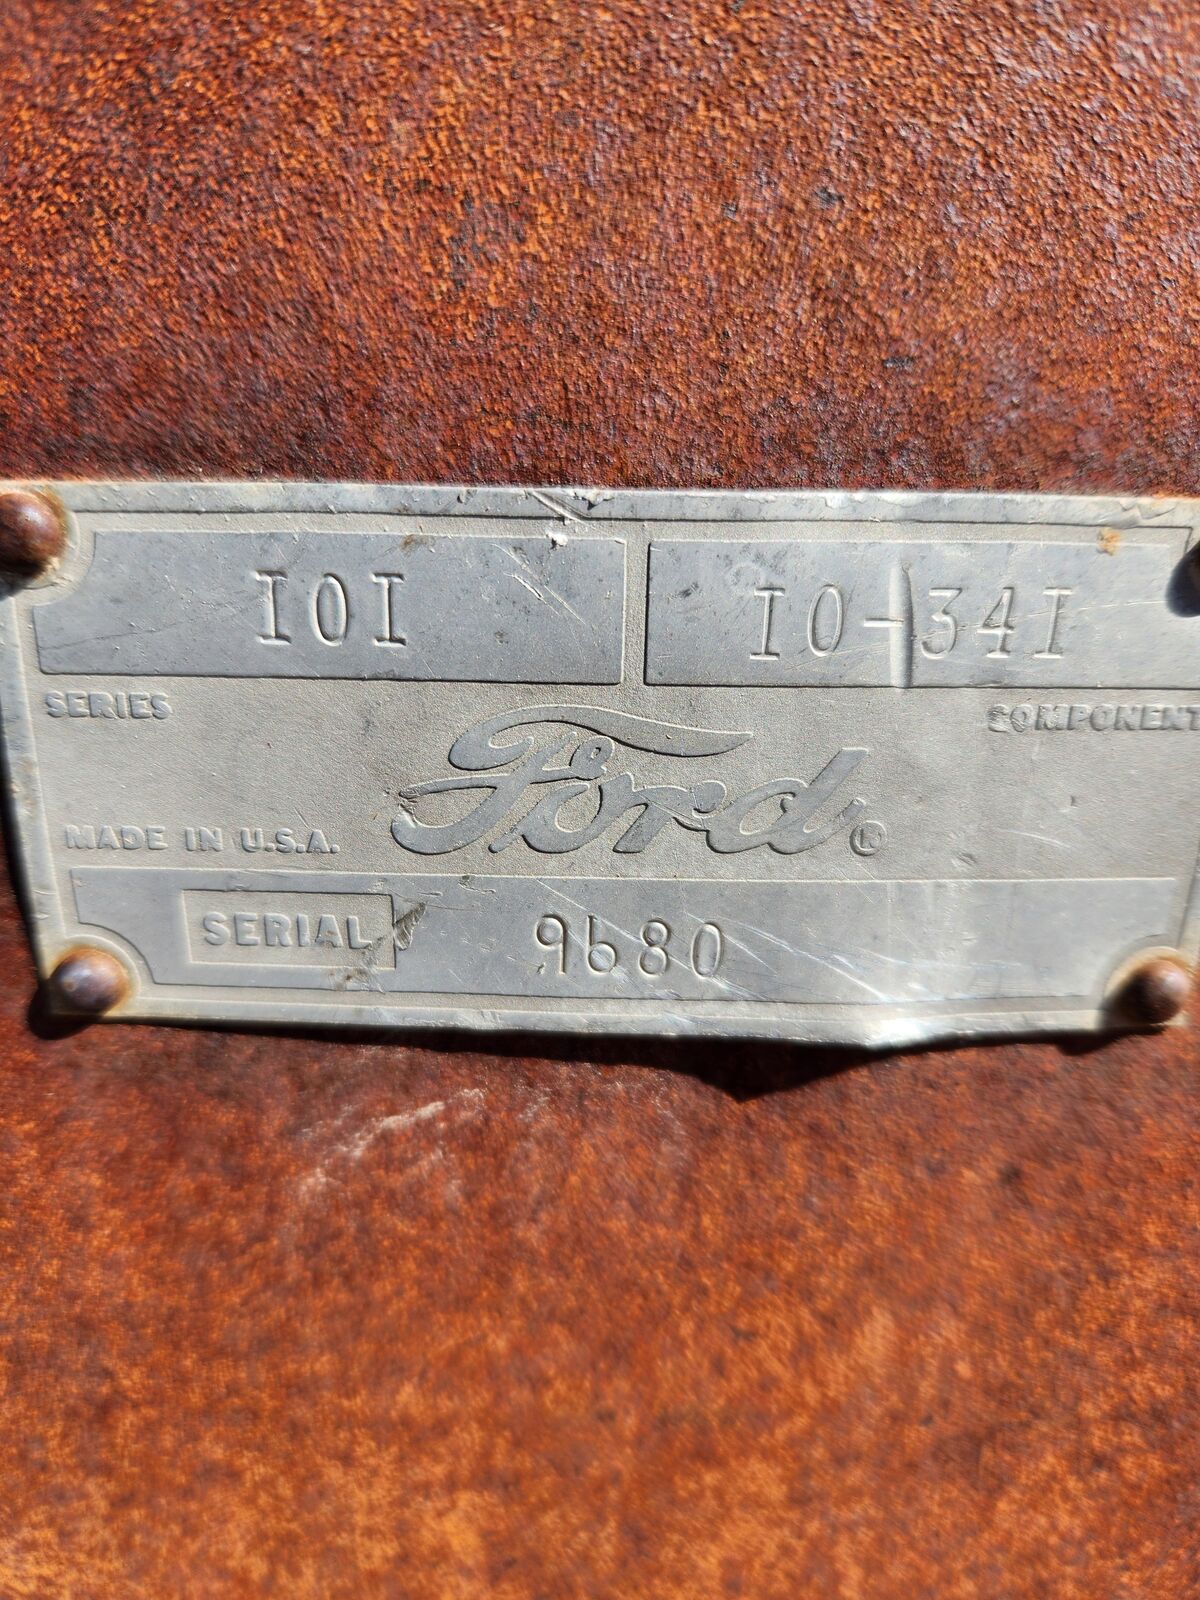 101
10-341
SERIES
COMPONENT
Ford®
MADE IN U.S.A.
SERIAL 9680